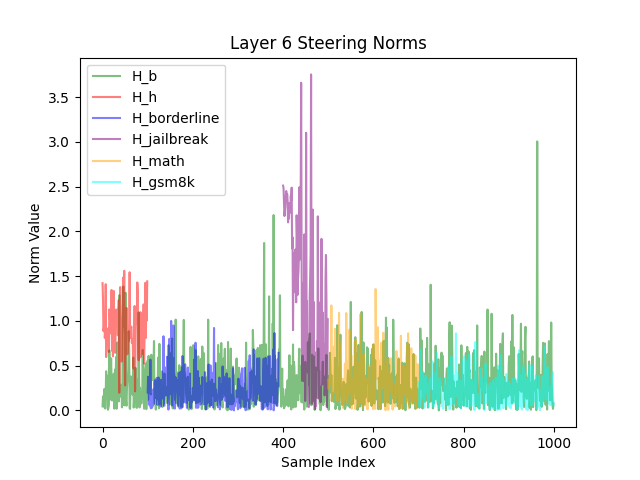 Layer 6 Steering Norms
H_b
H_h
H_borderline
H_jailbreak
H_math
H_gsm8k
Norm Value
3.5
3.0
2.5
2.0
1.5
1.0
0.5
0.0
0
200
400
600
800
1000
Sample Index